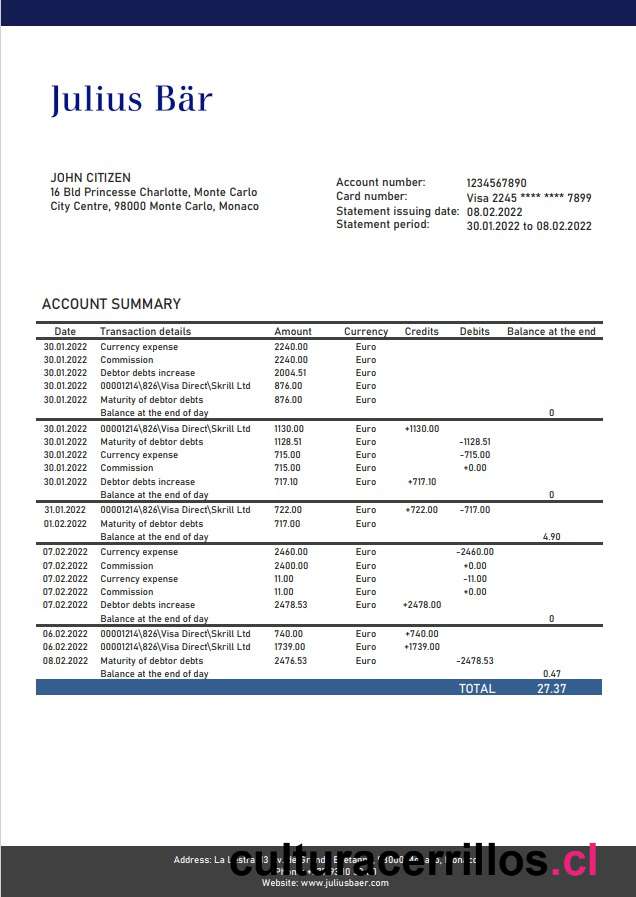 Julius Bär
JOHN CITIZEN
16 Bld Princesse Charlotte, Monte Carlo
City Centre, 98000 Monte Carlo, Monaco
Account number: 1234567890
Card number: Visa 2245 **** **** 7899
Statement issuing date: 08.02.2022
Statement period: 30.01.2022 to 08.02.2022
ACCOUNT SUMMARY
Date Transaction details Amount Currency Credits Debits Balance at the end
30.01.2022 Currency expense 2240.00 Euro
30.01.2022 Commission 2240.00 Euro
30.01.2022 Debtor debts increase 2004.51 Euro
30.01.2022 00001214\826\Visa Direct\Skrill Ltd 876.00 Euro
30.01.2022 Maturity of debtor debts 876.00 Euro
Balance at the end of day 0
30.01.2022 00001214\826\Visa Direct\Skrill Ltd 1130.00 Euro +1130.00
30.01.2022 Maturity of debtor debts 1128.51 Euro -1128.51
30.01.2022 Currency expense 715.00 Euro -715.00
30.01.2022 Commission 715.00 Euro +0.00
30.01.2022 Debtor debts increase 717.10 Euro +717.10
Balance at the end of day 0
31.01.2022 00001214\826\Visa Direct\Skrill Ltd 722.00 Euro +722.00 -717.00
01.02.2022 Maturity of debtor debts 717.00 Euro
Balance at the end of day 4.90
07.02.2022 Currency expense 2460.00 Euro -2460.00
07.02.2022 Commission 2400.00 Euro +0.00
07.02.2022 Currency expense 11.00 Euro -11.00
07.02.2022 Commission 11.00 Euro +0.00
07.02.2022 Debtor debts increase 2478.53 Euro +2478.00
Balance at the end of day 0
06.02.2022 00001214\826\Visa Direct\Skrill Ltd 740.00 Euro +740.00
06.02.2022 00001214\826\Visa Direct\Skrill Ltd 1739.00 Euro +1739.00
08.02.2022 Maturity of debtor debts 2476.53 Euro -2478.53
Balance at the end of day 0.47
TOTAL 27.37
Address: La
culturacerrillos.cl
Website: www.juliusbaer.com